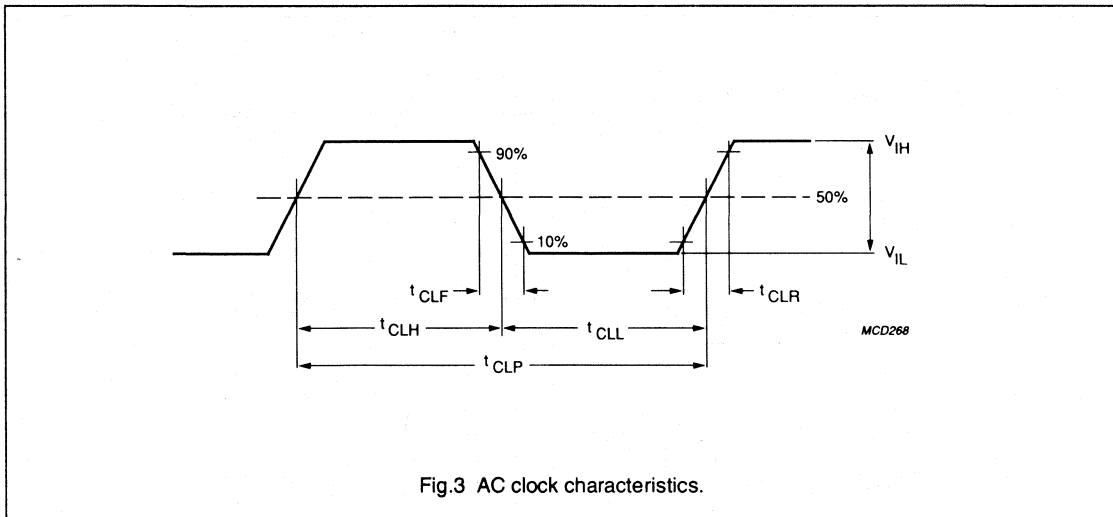 V_IH
90%
50%
10%
V_IL
t_CLF
t_CLR
t_CLH
t_CLL
MCD268
t_CLP
Fig.3 AC clock characteristics.